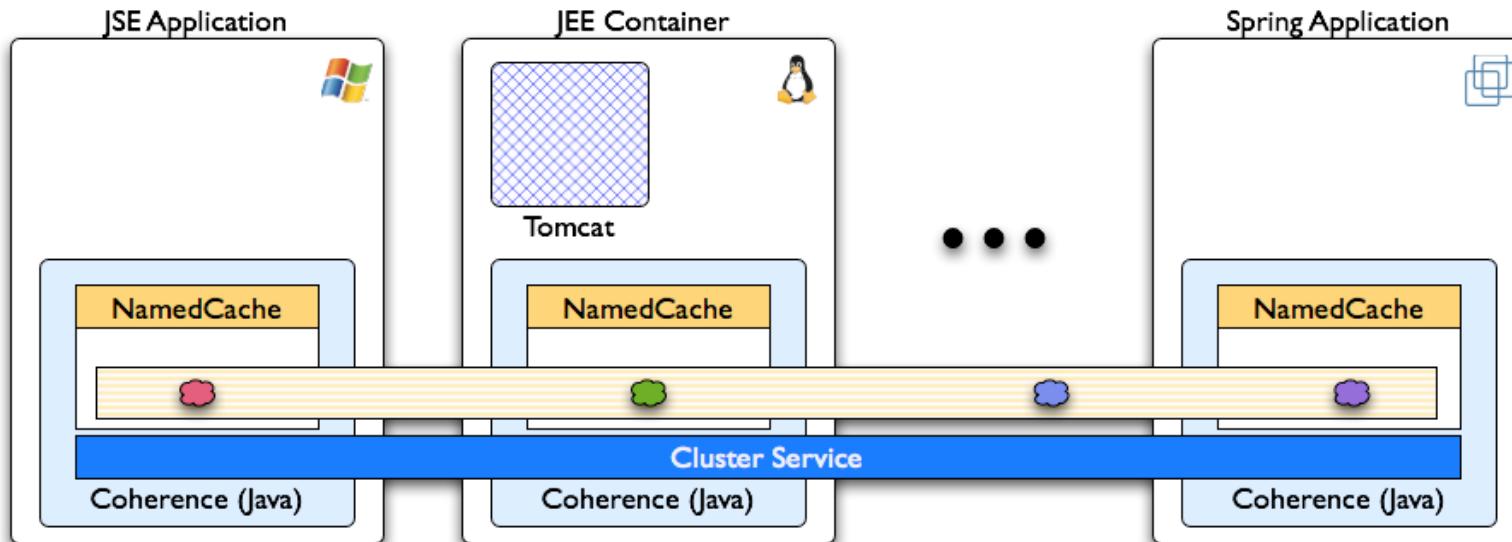 JSE Application
JEE Container
Spring Application
Tomcat
NamedCache
NamedCache
NamedCache
Cluster Service
Coherence (Java)
Coherence (Java)
Coherence (Java)